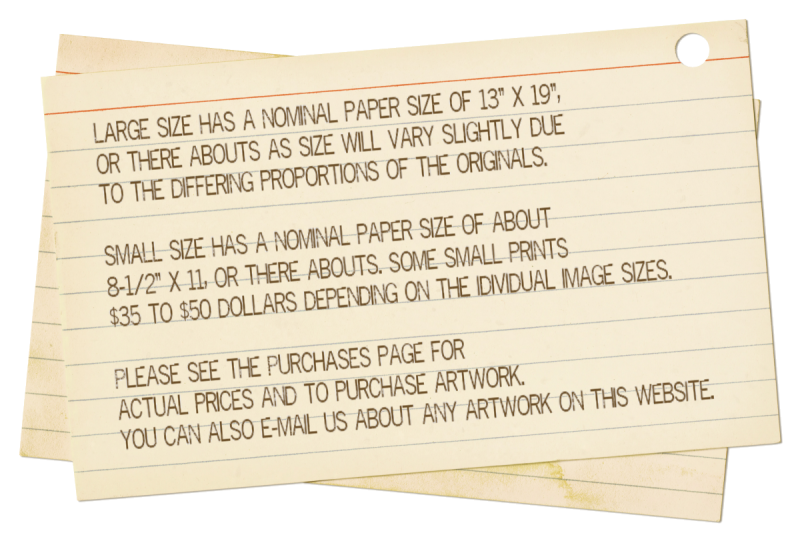 LARGE SIZE HAS A NOMINAL PAPER SIZE OF 13" X 19",
OR THERE ABOUTS AS SIZE WILL VARY SLIGHTLY DUE
TO THE DIFFERING PROPORTIONS OF THE ORIGINALS.
SMALL SIZE HAS A NOMINAL PAPER SIZE OF ABOUT
8-1/2" X 11, OR THERE ABOUTS. SOME SMALL PRINTS
$35 TO $50 DOLLARS DEPENDING ON THE IDIVIDUAL IMAGE SIZES.
PLEASE SEE THE PURCHASES PAGE FOR
ACTUAL PRICES AND TO PURCHASE ARTWORK.
YOU CAN ALSO E-MAIL US ABOUT ANY ARTWORK ON THIS WEBSITE.